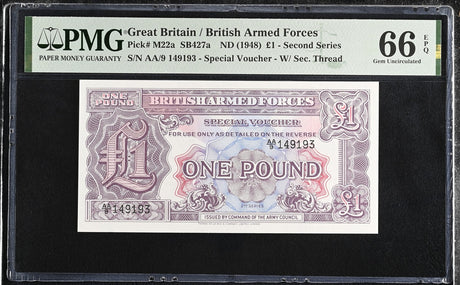 PMG
PAPER MONEY GUARANTY
Great Britain / British Armed Forces
Pick# M22a SB427a ND (1948) £1 - Second Series
S/N AA/9 149193 - Special Voucher - W/ Sec. Thread
66 EPQ
Gem Uncirculated
ONE POUND
BRITISH ARMED FORCES
£1
SPECIAL VOUCHER
FOR USE ONLY AS DETAILED ON THE REVERSE
AA/9 149193
£1
ONE POUND
AA/9 149193
2ND SERIES
ISSUED BY COMMAND OF THE ARMY COUNCIL
£1